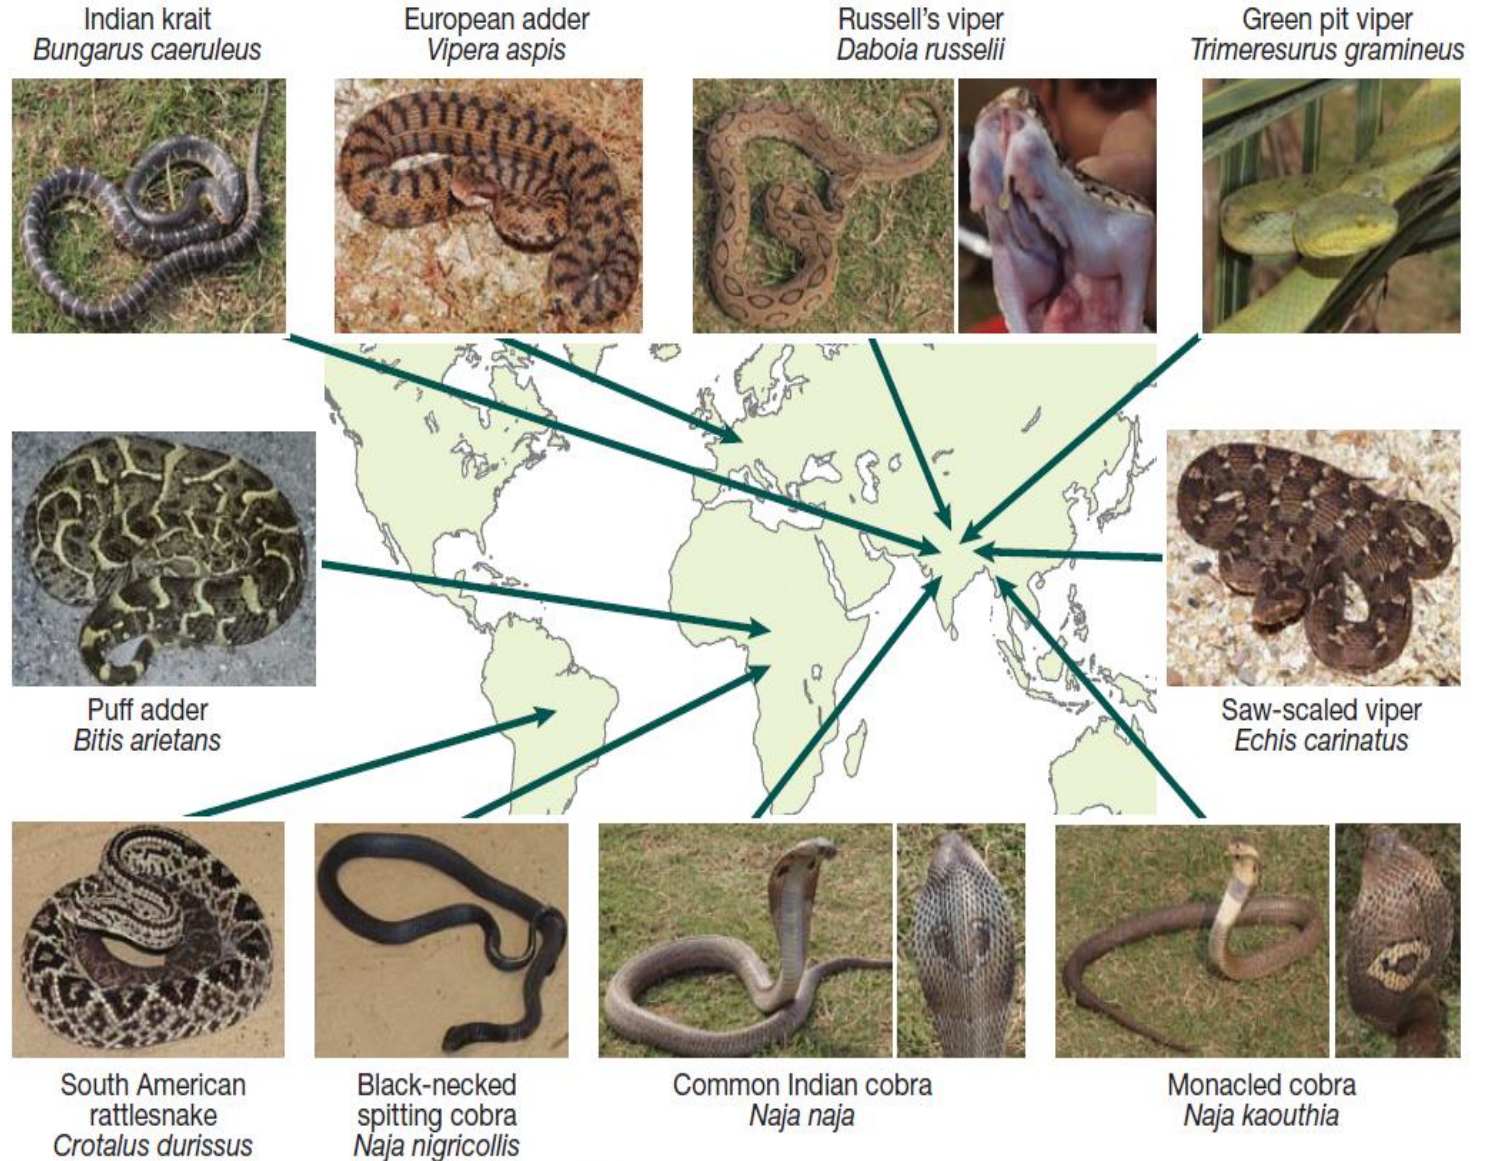 Indian krait
Bungarus caeruleus
European adder
Vipera aspis
Russell’s viper
Daboia russelii
Green pit viper
Trimeresurus gramineus
Puff adder
Bitis arietans
Saw-scaled viper
Echis carinatus
South American
rattlesnake
Crotalus durissus
Black-necked
spitting cobra
Naja nigricollis
Common Indian cobra
Naja naja
Monacled cobra
Naja kaouthia